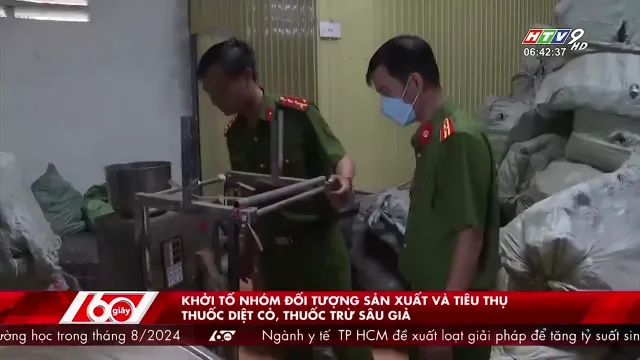 HTV9 HD
06:42:37
60 giây
KHỞI TỐ NHÓM ĐỐI TƯỢNG SẢN XUẤT VÀ TIÊU THỤ
THUỐC DIỆT CỎ, THUỐC TRỪ SÂU GIẢ
ường học trong tháng 8/2024 Ngành y tế TP HCM đề xuất loạt giải pháp để tăng tỷ suất sin